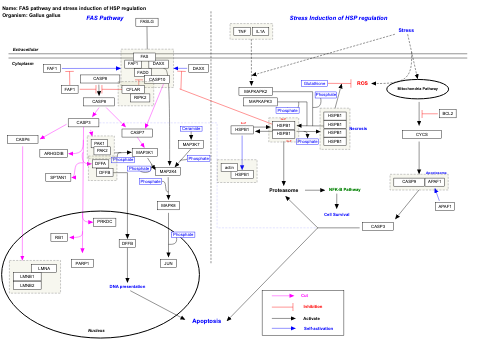 Name: FAS pathway and stress induction of HSP regulation
Organism: Gallus gallus
FAS Pathway
Stress Induction of HSP regulation
FASLG
TNF
IL1A
Stress
Extracellular
Cytoplasm
FAS
FAF1
FAF1
DAXX
DAXX
FADD
CASP8
CASP10
FAF1
CFLAR
RIPK2
CASP6
CASP3
CASP7
CASP6
ARHGDIB
SPTAN1
PAK1
PAK2
DFFA
DFFB
Phosphate
Phosphate
Phosphate
Phosphate
Ceramide
MAP3K7
MAP3K1
MAP2K4
MAPK8
Phosphate
JUN
PRKDC
RB1
PARP1
DFFB
LMNA
LMNB1
LMNB2
DNA presentation
Nucleus
Apoptosis
MAPKAPK2
MAPKAPK3
Glutathione
Phosphate
Phosphate
Phosphate
ROS
Mitochondria Pathway
HSPB1
HSPB1
HSPB1
HSPB1
HSPB1
HSPB1
HSPB1
HSPB1
Necrosis
actin
HSPB1
BCL2
CYCS
Apoptosome
CASP9
APAF1
APAF1
CASP3
Proteasome
NFK-B Pathway
Cell Survival
Cut
Inhibition
Activate
Self-activation